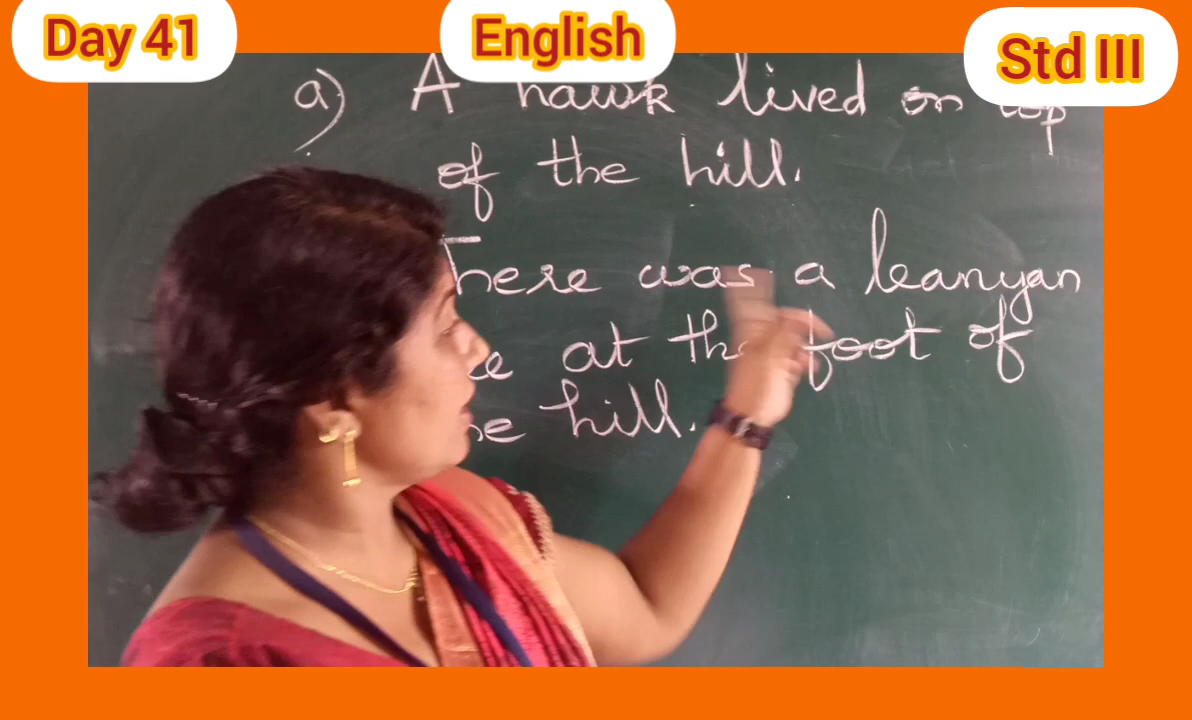 Day 41
English
Std III
a) A hawk lived on top
of the hill.
There was a banyan
at the foot of
hill.